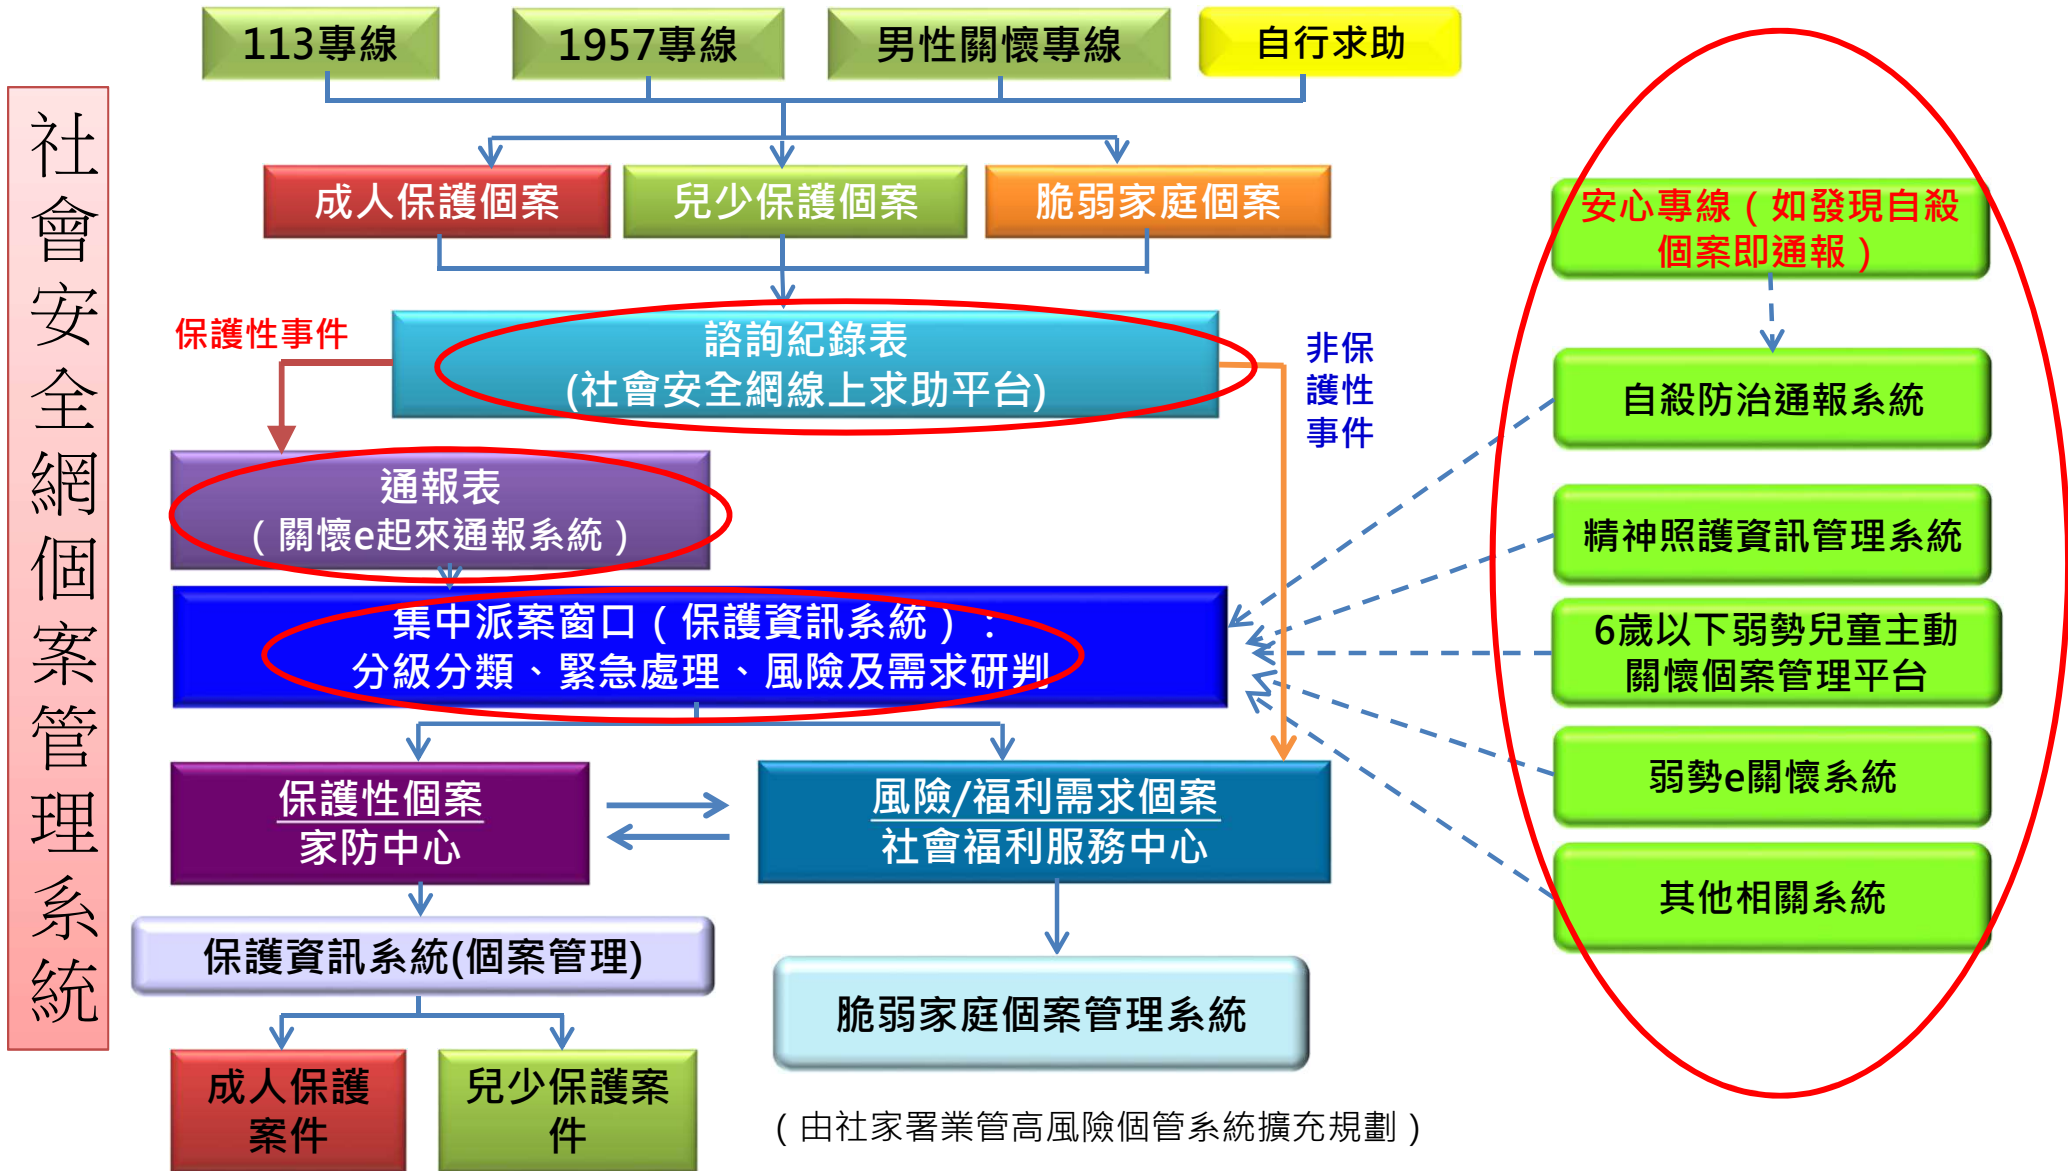 社會安全網個案管理系統
113專線
1957專線
男性關懷專線
自行求助
成人保護個案
兒少保護個案
脆弱家庭個案
保護性事件
諮詢紀錄表
(社會安全網線上求助平台)
非保
護性
事件
通報表
（關懷e起來通報系統）
集中派案窗口（保護資訊系統）：
分級分類、緊急處理、風險及需求研判
保護性個案
家防中心
風險/福利需求個案
社會福利服務中心
保護資訊系統(個案管理)
脆弱家庭個案管理系統
成人保護
案件
兒少保護案
件
（由社家署業管高風險個管系統擴充規劃）
安心專線（如發現自殺
個案即通報）
自殺防治通報系統
精神照護資訊管理系統
6歲以下弱勢兒童主動
關懷個案管理平台
弱勢e關懷系統
其他相關系統